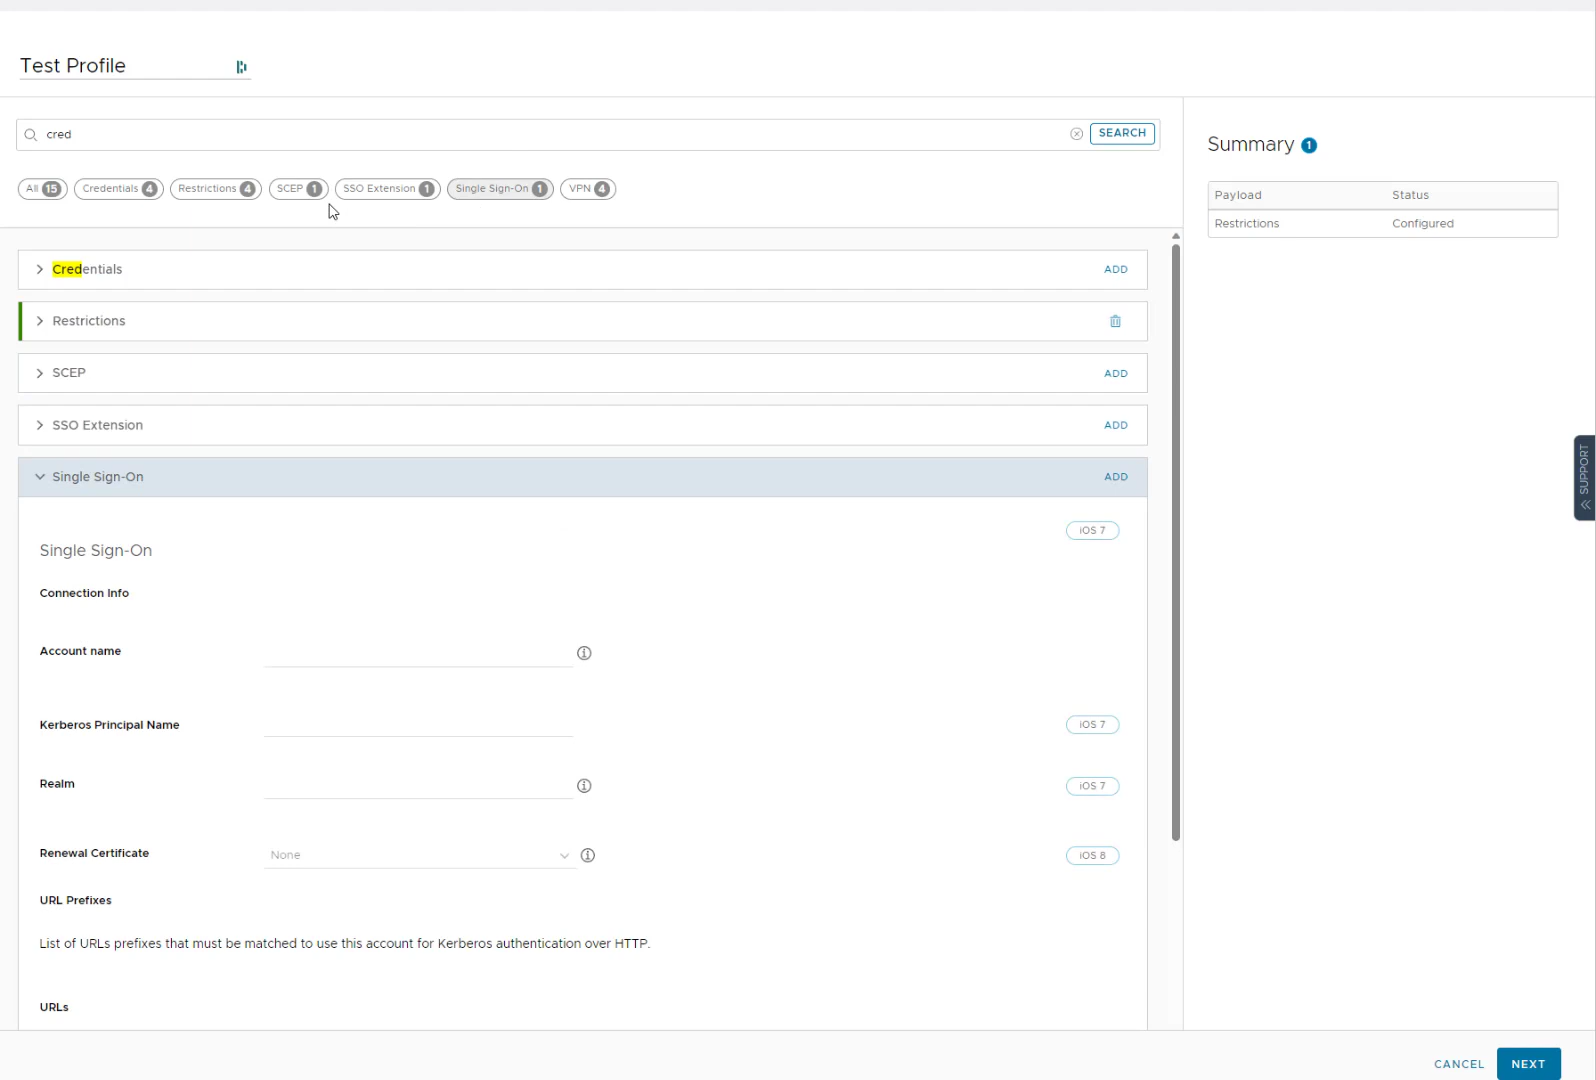 Test Profile
cred
SEARCH
All 15 Credentials 4 Restrictions 4 SCEP 1 SSO Extension 1 Single Sign-On 1 VPN 4
Summary 1
Payload Status
Restrictions Configured
Credentials ADD
Restrictions
SCEP ADD
SSO Extension ADD
Single Sign-On ADD
SUPPORT
iOS 7
Single Sign-On
Connection Info
Account name
Kerberos Principal Name iOS 7
Realm iOS 7
Renewal Certificate None iOS 8
URL Prefixes
List of URLs prefixes that must be matched to use this account for Kerberos authentication over HTTP.
URLs
CANCEL NEXT